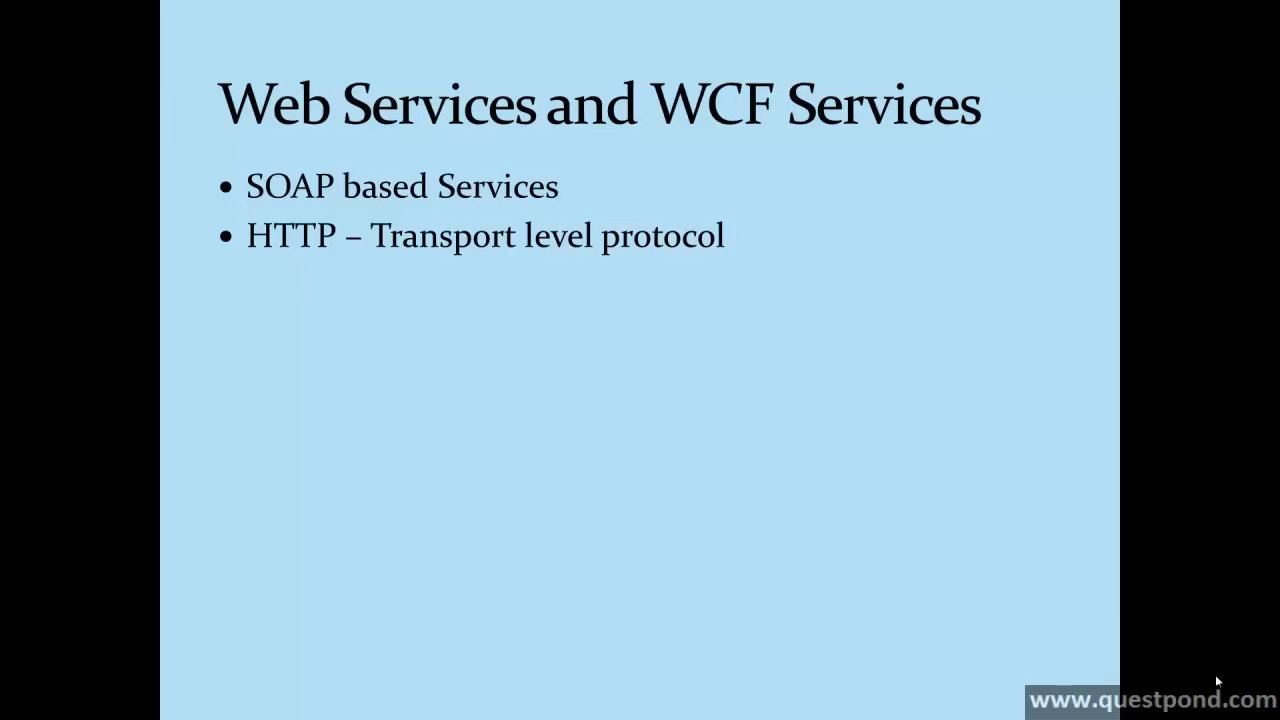 Web Services and WCF Services
• SOAP based Services
• HTTP – Transport level protocol
www.questpond.com